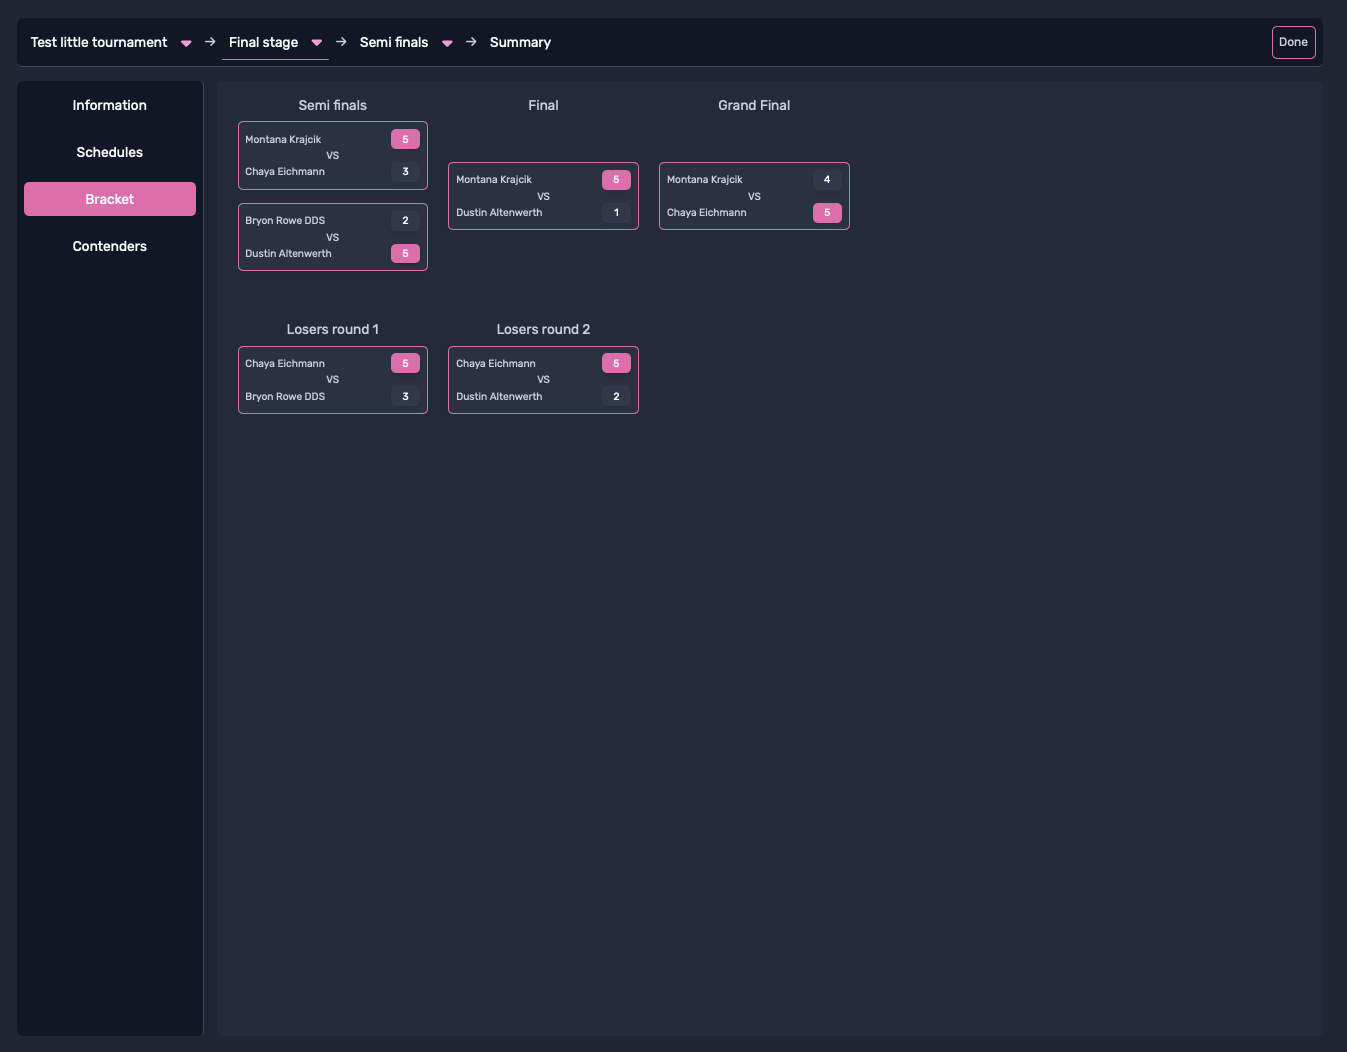 Test little tournament
Final stage
Semi finals
Summary
Done
Information
Schedules
Bracket
Contenders
Semi finals
Montana Krajcik 5
VS
Chaya Eichmann 3
Bryon Rowe DDS 2
VS
Dustin Altenwerth 5
Final
Montana Krajcik 5
VS
Dustin Altenwerth 1
Grand Final
Montana Krajcik 4
VS
Chaya Eichmann 5
Losers round 1
Chaya Eichmann 5
VS
Bryon Rowe DDS 3
Losers round 2
Chaya Eichmann 5
VS
Dustin Altenwerth 2